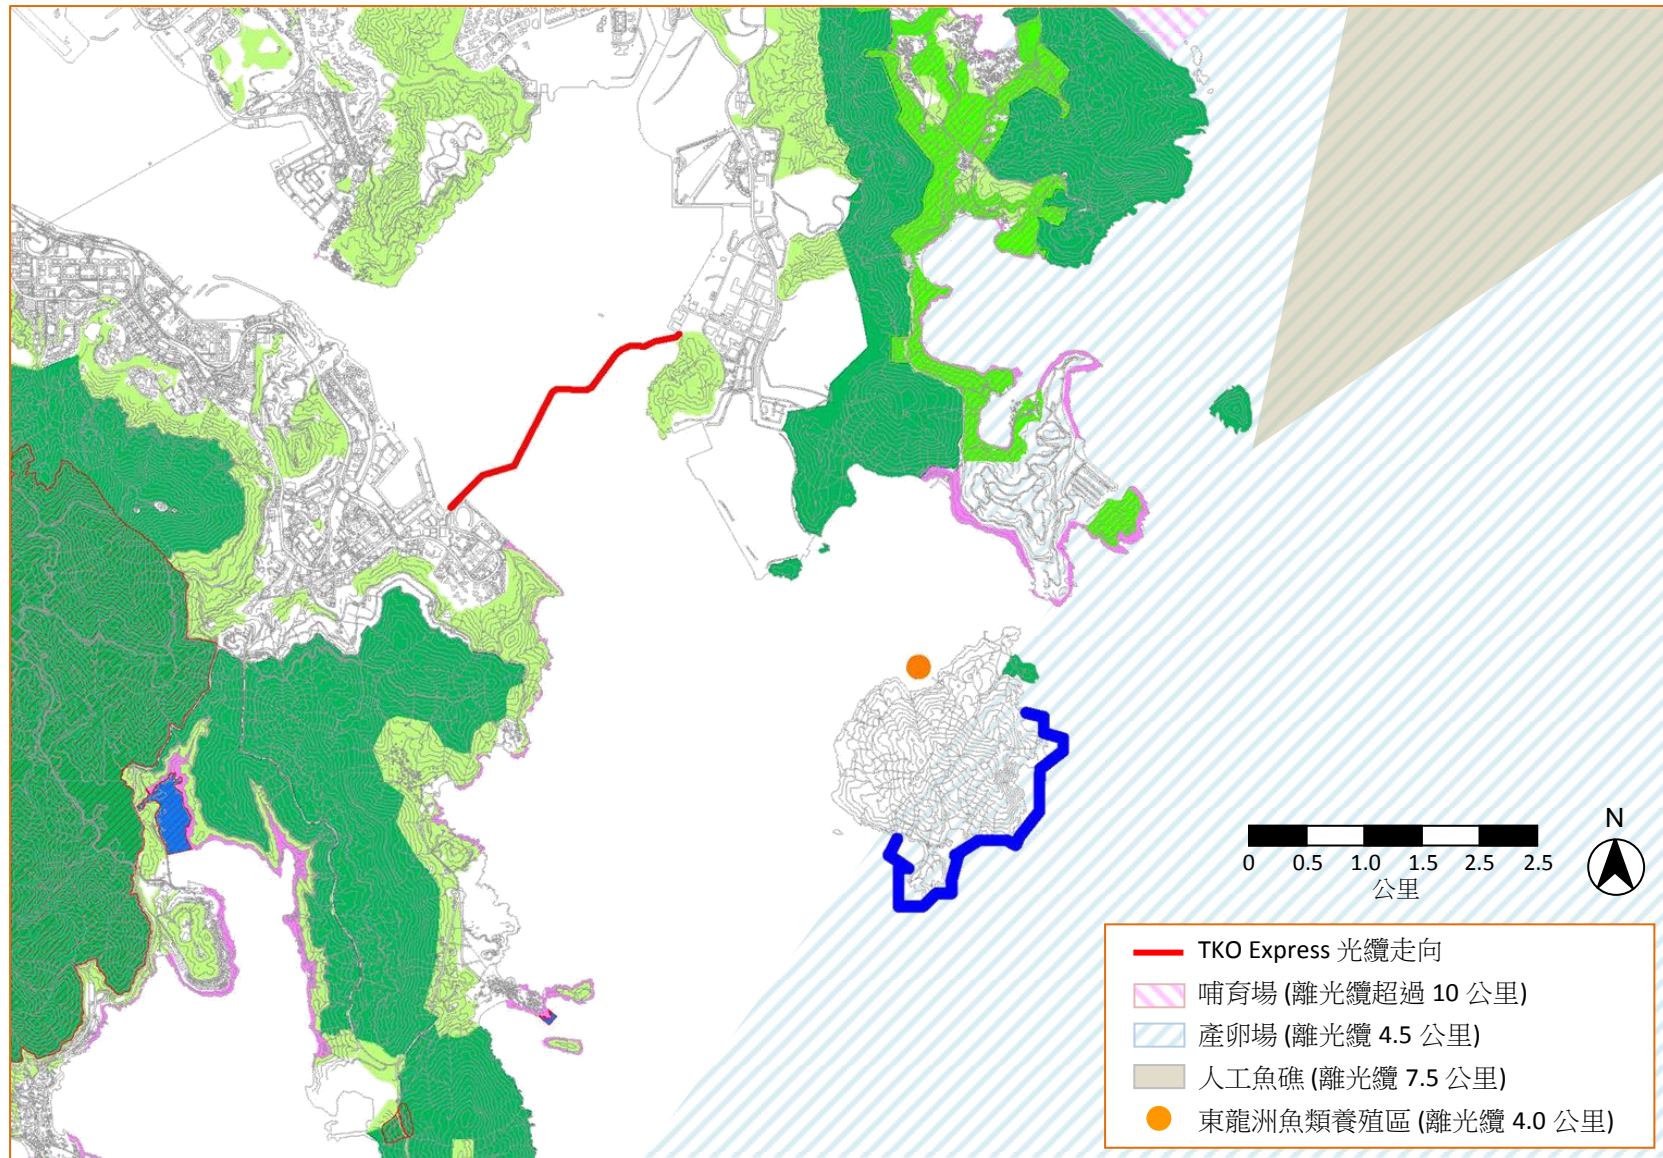 N
0 0.5 1.0 1.5 2.5 2.5
公里
TKO Express 光纜走向
哺育場 (離光纜超過 10 公里)
產卵場 (離光纜 4.5 公里)
人工魚礁 (離光纜 7.5 公里)
東龍洲魚類養殖區 (離光纜 4.0 公里)